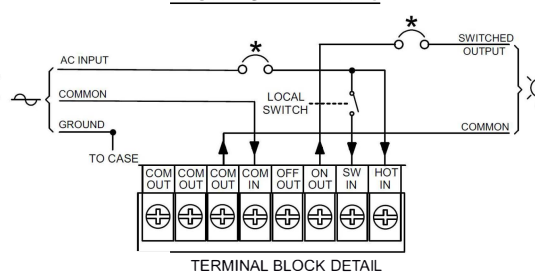 *
SWITCHED
OUTPUT
*
AC INPUT
COMMON
LOCAL
SWITCH
GROUND
COMMON
TO CASE
COM OUT
COM OUT
COM OUT
COM IN
OFF OUT
ON OUT
SW IN
HOT IN
TERMINAL BLOCK DETAIL